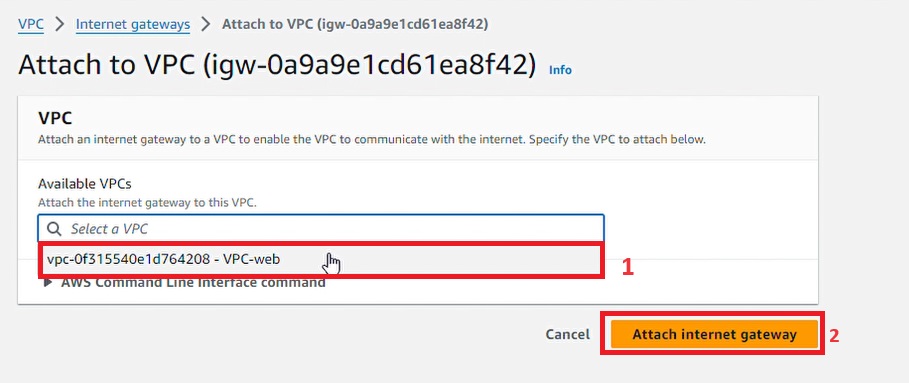 VPC > Internet gateways > Attach to VPC (igw-0a9a9e1cd61ea8f42)
Attach to VPC (igw-0a9a9e1cd61ea8f42) Info
VPC
Attach an internet gateway to a VPC to enable the VPC to communicate with the internet. Specify the VPC to attach below.
Available VPCs
Attach the internet gateway to this VPC.
Select a VPC
vpc-0f315540e1d764208 - VPC-web
1
AWS Command Line Interface command
Cancel Attach internet gateway 2